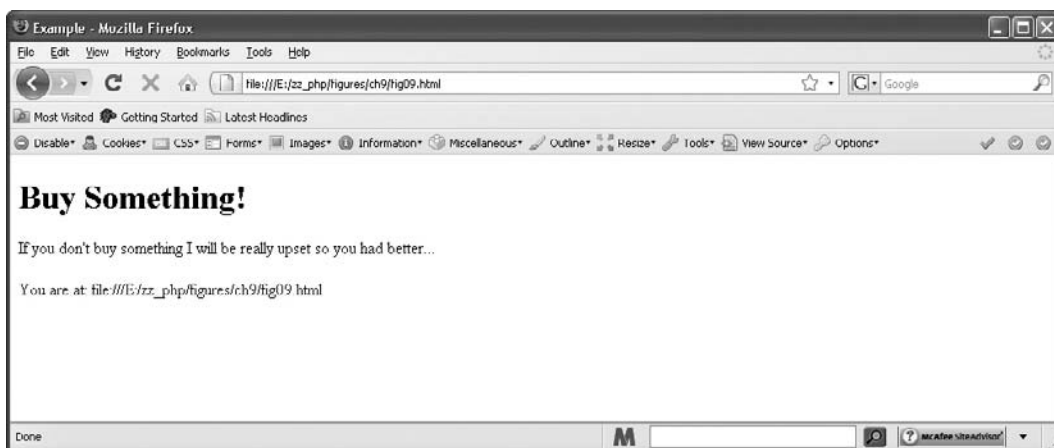 Example - Mozilla Firefox
File Edit View History Bookmarks Tools Help
file:///E:/zz_php/figures/ch9/fig09.html
G Google
Most Visited Getting Started Latest Headlines
Disable Cookies CSS Forms Images Information Miscellaneous Outline Resize Tools View Source Options
Buy Something!
If you don't buy something I will be really upset so you had better...
You are at: file:///E:/zz_php/figures/ch9/fig09.html
Done M ? McAfee SiteAdvisor